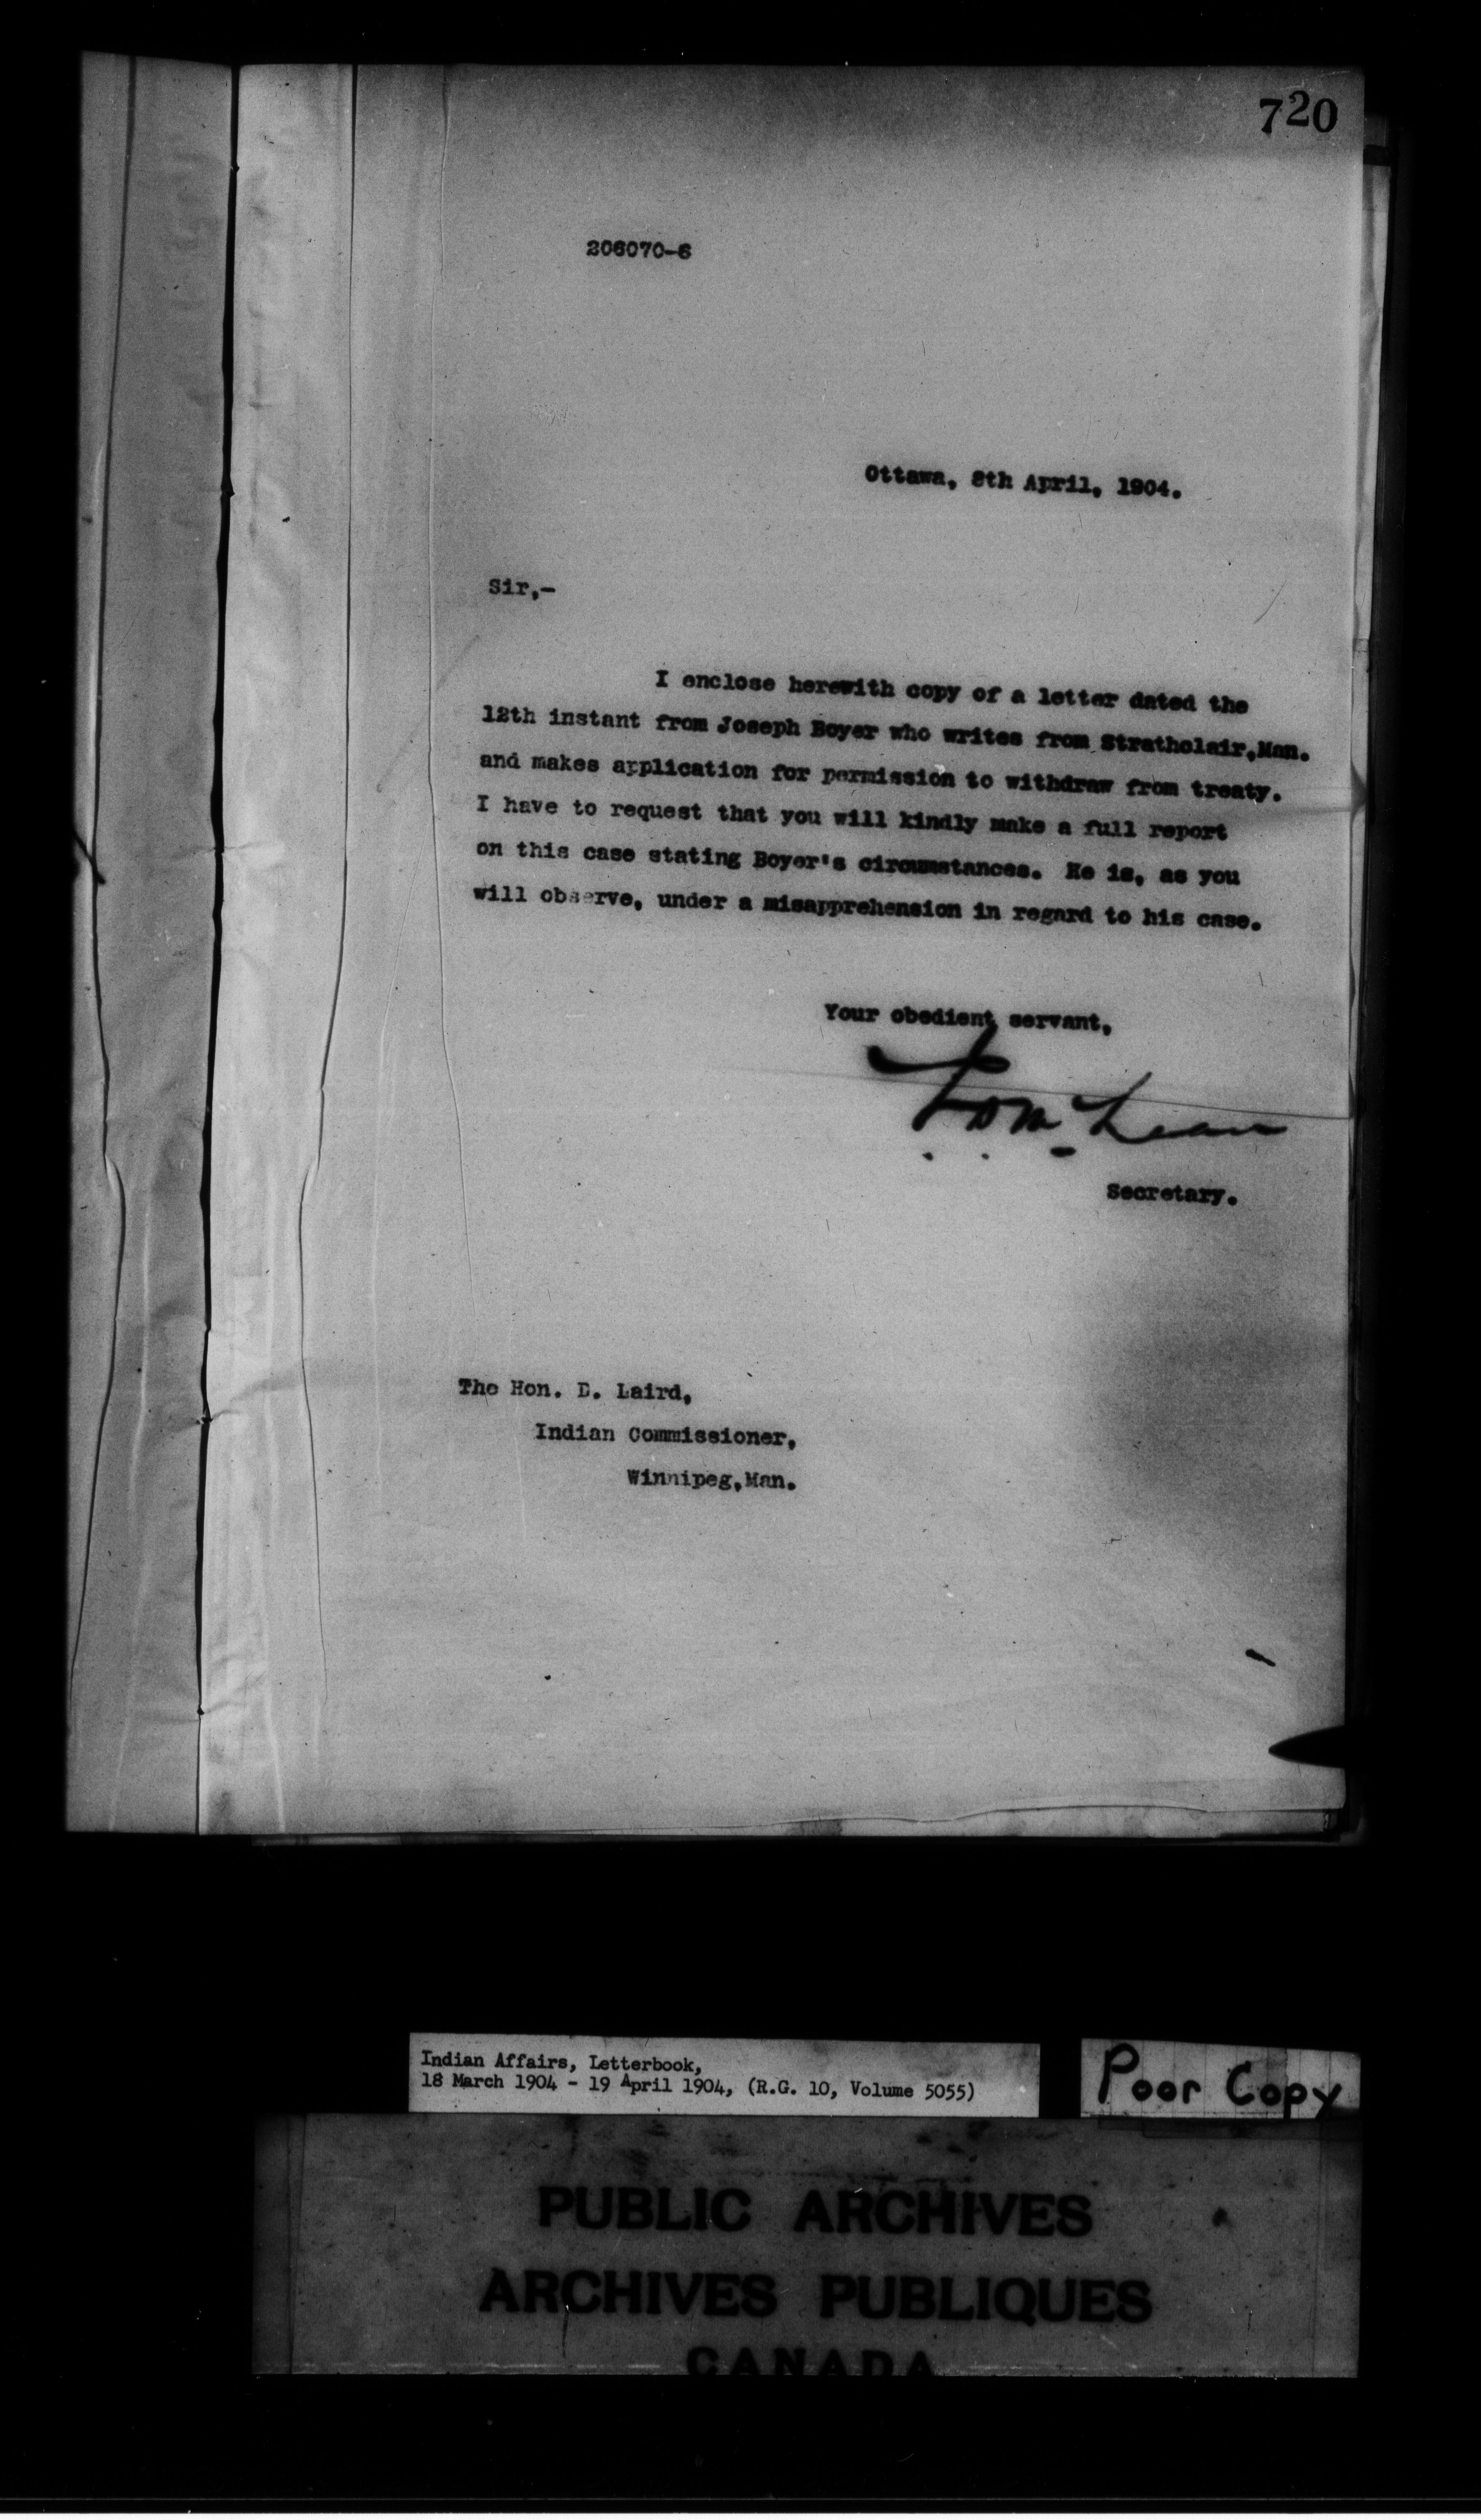 720
206070-6
Ottawa, 8th April, 1904.
Sir,-
I enclose herewith copy of a letter dated the
12th instant from Joseph Boyer who writes from Strathclair,Man.
and makes application for permission to withdraw from treaty.
I have to request that you will kindly make a full report
on this case stating Boyer's circumstances. He is, as you
will observe, under a misapprehension in regard to his case.
Your obedient servant,
Secretary.
The Hon. D. Laird,
Indian Commissioner,
Winnipeg,Man.
Indian Affairs, Letterbook,
18 March 1904 - 19 April 1904, (R.G. 10, Volume 5055)
Poor Copy
PUBLIC ARCHIVES
ARCHIVES PUBLIQUES
CANADA